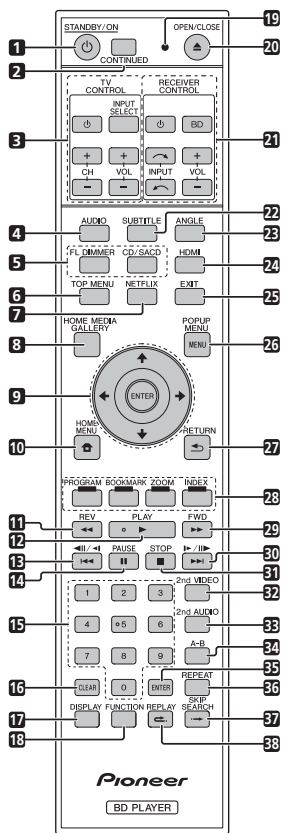 STANDBY/ON
OPEN/CLOSE
19
1
20
2
CONTINUED
TV CONTROL
RECEIVER CONTROL
INPUT SELECT
BD
3
21
+ + +
CH VOL INPUT VOL
- - -
22
4
AUDIO SUBTITLE ANGLE
23
5
FL DIMMER CD/SACD HDMI
24
6
TOP MENU NETFLIX EXIT
25
7
HOME MEDIA GALLERY
POPUP MENU
8
MENU
26
9
ENTER
HOME MENU
RETURN
10
27
PROGRAM BOOKMARK ZOOM INDEX
28
11
REV PLAY FWD
29
12
PAUSE STOP
30
13
31
14
2nd VIDEO
1 2 3
32
2nd AUDIO
15
4 5 6
33
A-B
7 8 9
34
35
REPEAT
16
CLEAR 0 ENTER
36
17
DISPLAY FUNCTION REPLAY SKIP SEARCH
37
18
38
Pioneer
BD PLAYER